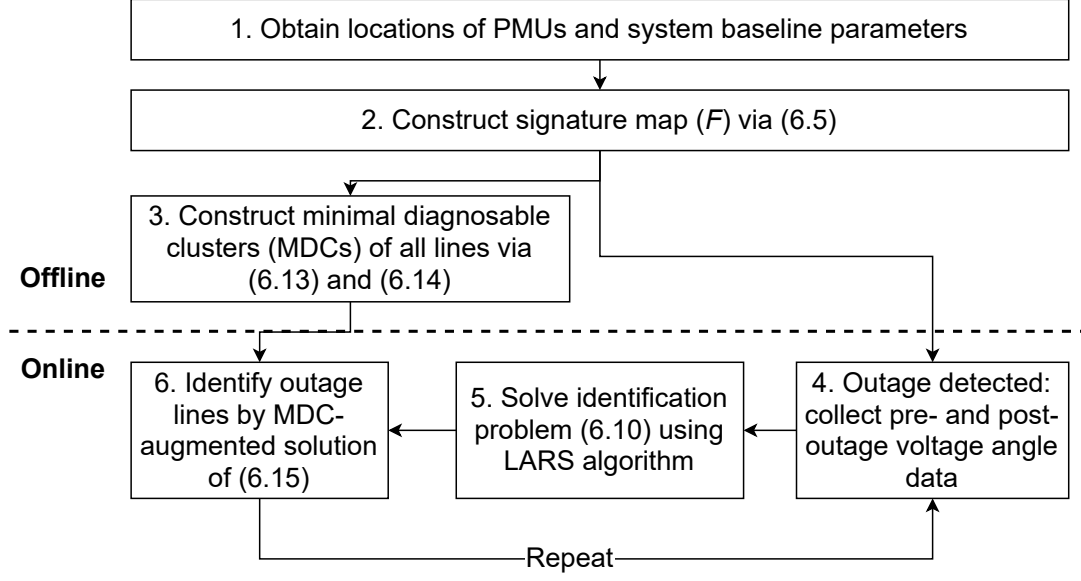 1. Obtain locations of PMUs and system baseline parameters
2. Construct signature map (F) via (6.5)
3. Construct minimal diagnosable
clusters (MDCs) of all lines via
(6.13) and (6.14)
Offline
Online
6. Identify outage
lines by MDC-
augmented solution
of (6.15)
5. Solve identification
problem (6.10) using
LARS algorithm
4. Outage detected:
collect pre- and post-
outage voltage angle
data
Repeat